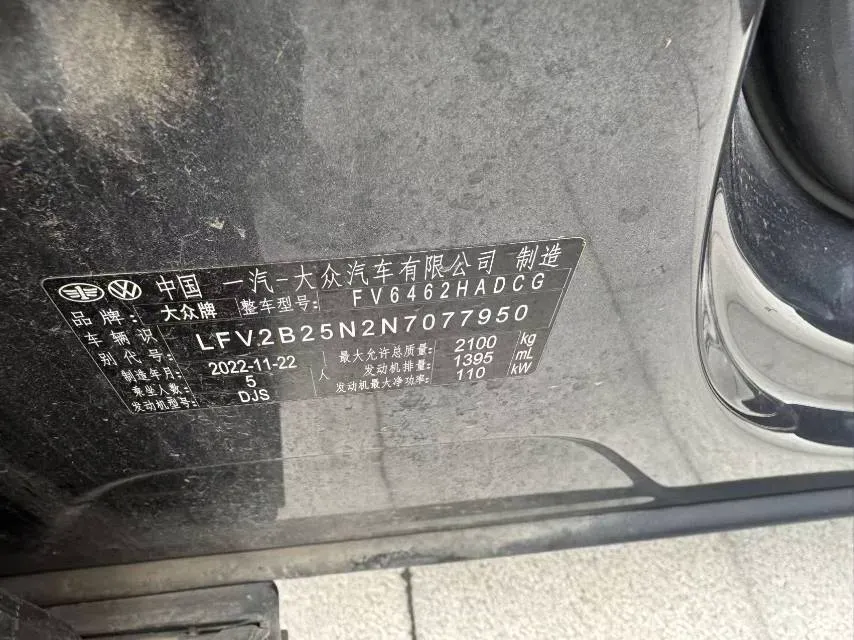 中国 一汽-大众汽车有限公司 制造
品牌: 大众牌 整车型号: FV6462HADCG
车辆识别代号: LFV2B25N2N7077950
制造年月: 2022-11-22 最大允许总质量: 2100 kg
乘坐人数: 5 人 发动机排量: 1395 mL
发动机型号: DJS 发动机最大净功率: 110 kW